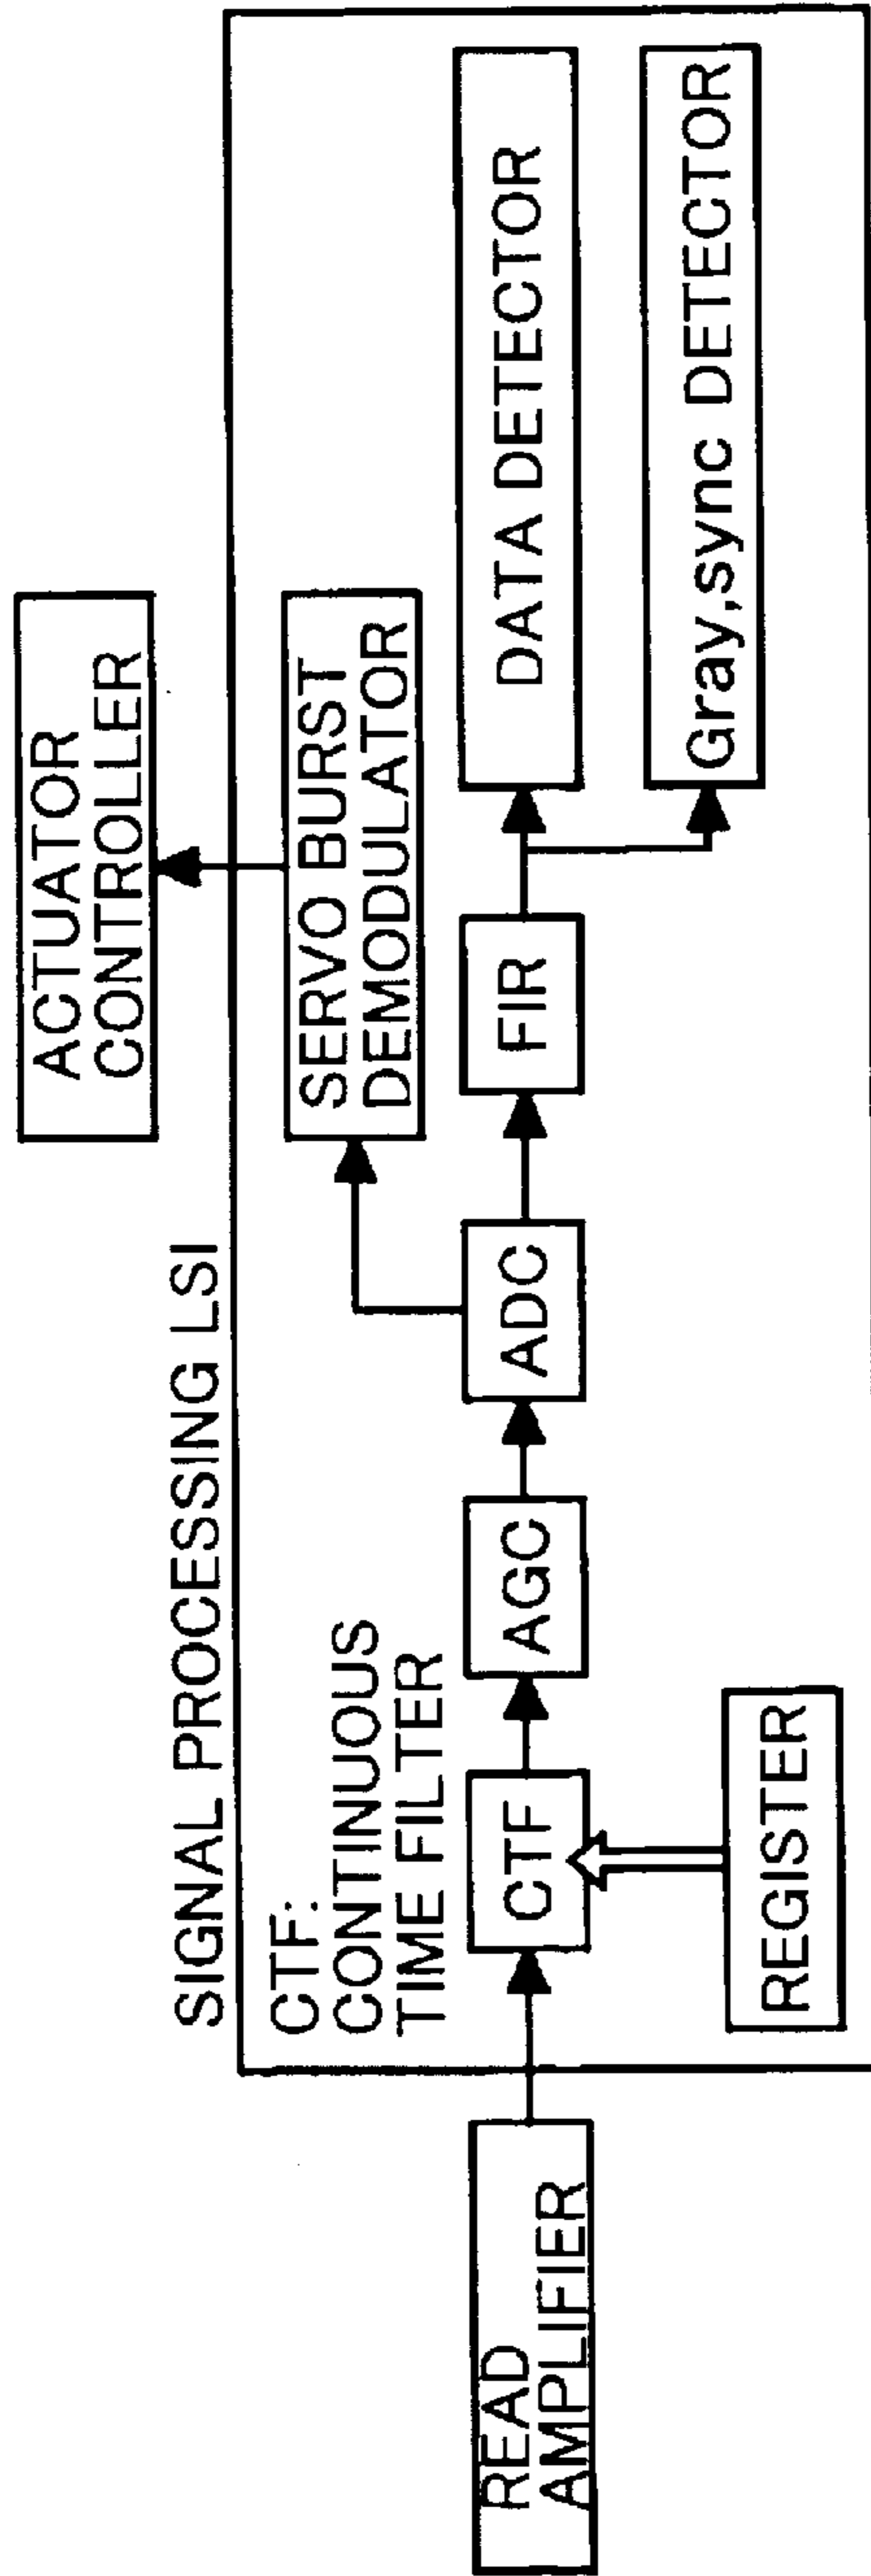 ACTUATOR
CONTROLLER
SIGNAL PROCESSING LSI
CTF:
CONTINUOUS
TIME FILTER
SERVO BURST
DEMODULATOR
READ
AMPLIFIER
CTF
AGC
ADC
FIR
DATA DETECTOR
REGISTER
Gray,sync DETECTOR